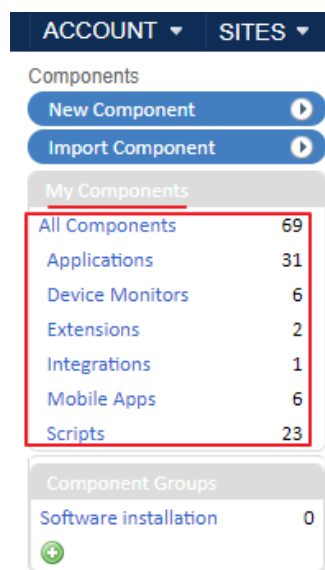 ACCOUNT SITES
Components
New Component
Import Component
My Components
All Components 69
Applications 31
Device Monitors 6
Extensions 2
Integrations 1
Mobile Apps 6
Scripts 23
Component Groups
Software installation 0